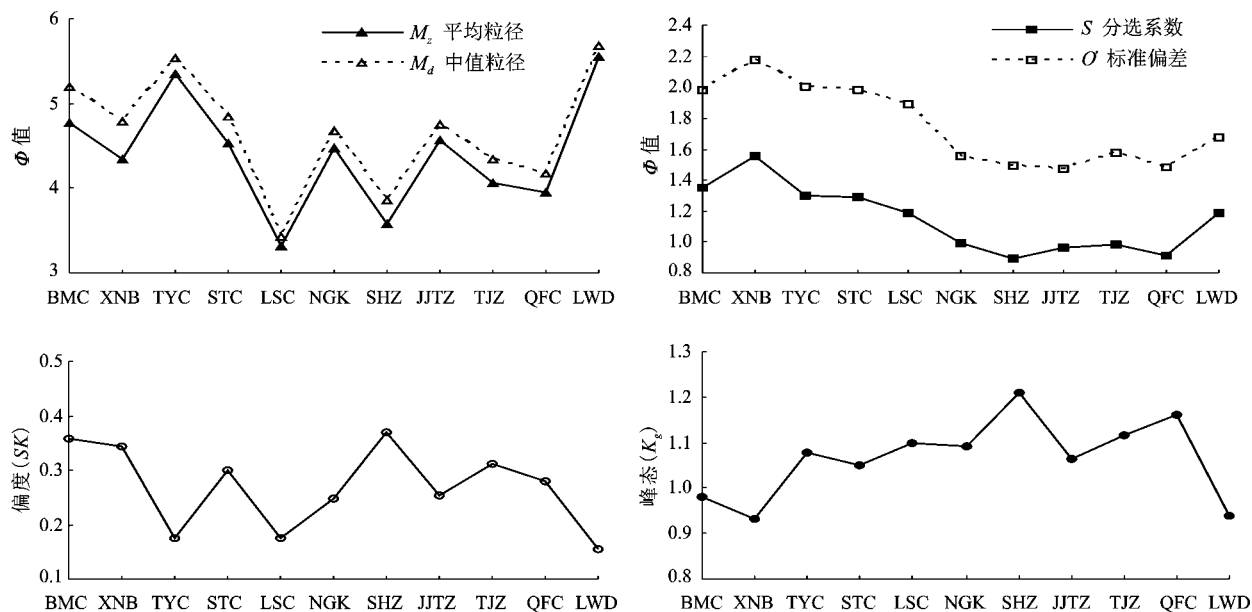 6
5
4
3
Φ 值
Mz 平均粒径
Md 中值粒径
BMC XNB TYC STC LSC NGK SHZ JJTZ TJZ QFC LWD
2.4
2.2
2.0
1.8
1.6
1.4
1.2
1.0
0.8
Φ 值
S 分选系数
σ 标准偏差
BMC XNB TYC STC LSC NGK SHZ JJTZ TJZ QFC LWD
0.5
0.4
0.3
0.2
0.1
偏度(SK)
BMC XNB TYC STC LSC NGK SHZ JJTZ TJZ QFC LWD
1.3
1.2
1.1
1.0
0.9
0.8
峰态(Kg)
BMC XNB TYC STC LSC NGK SHZ JJTZ TJZ QFC LWD